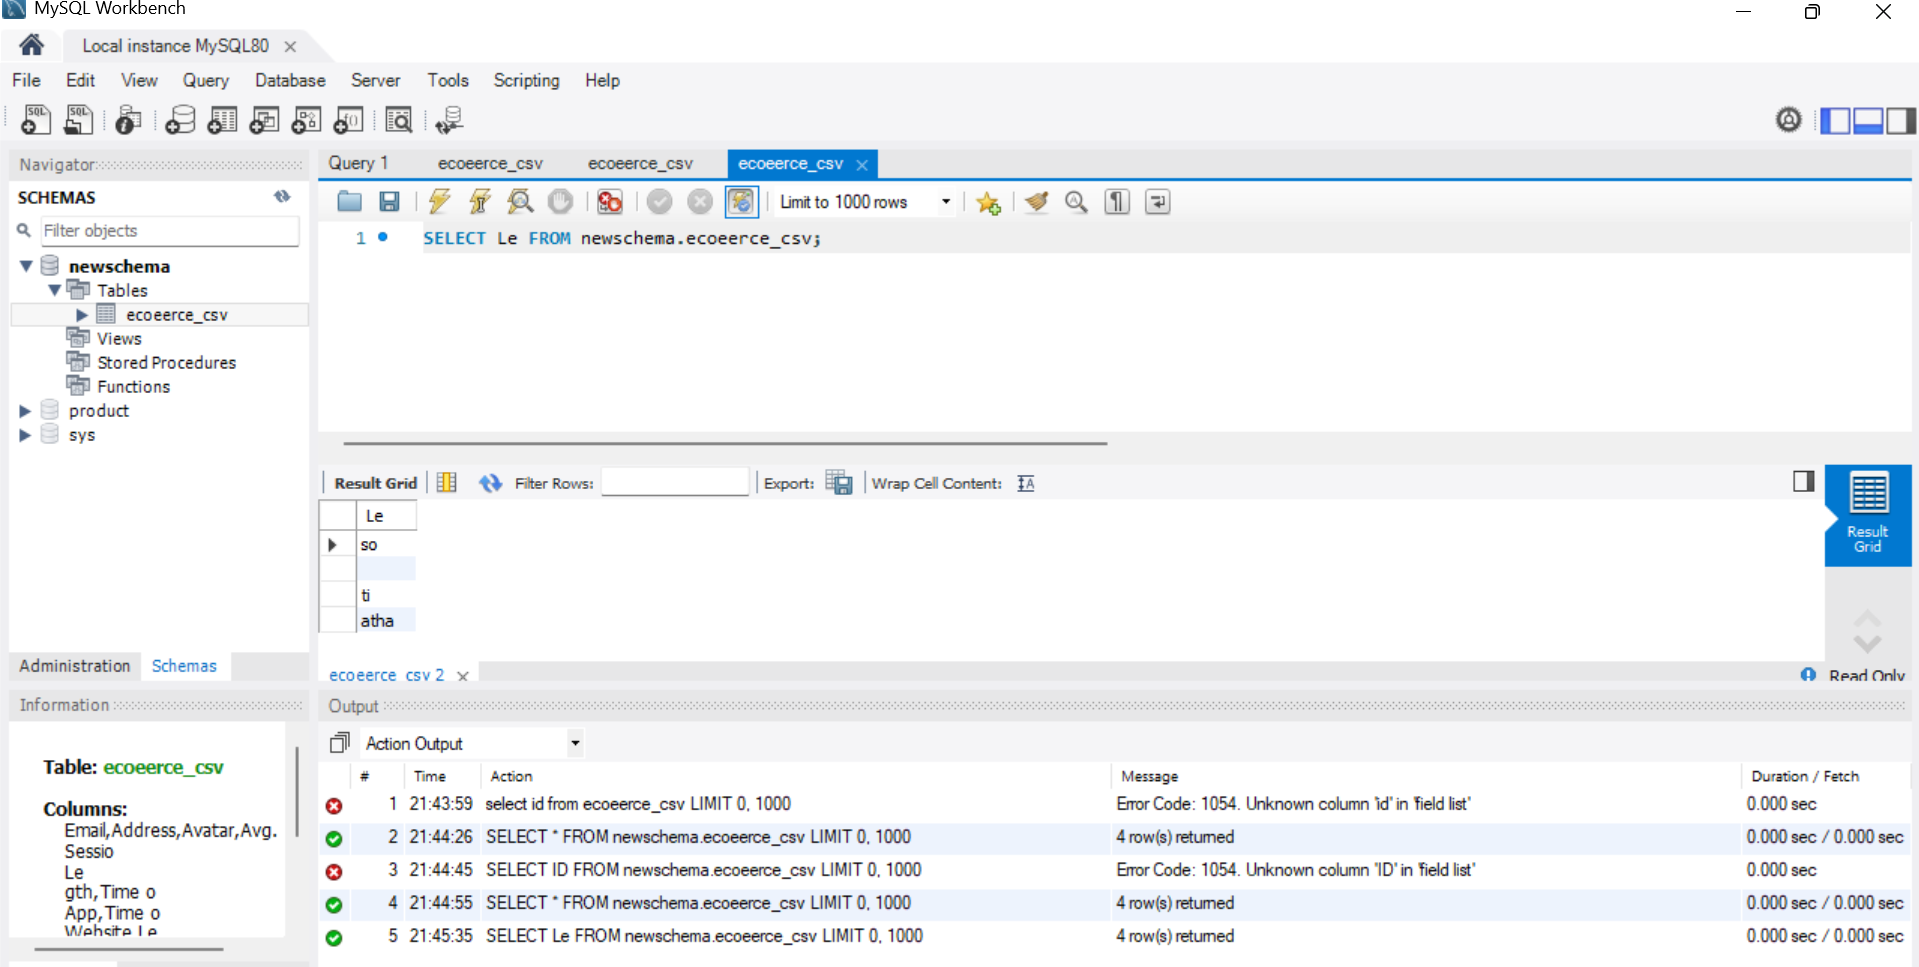 MySQL Workbench
Local instance MySQL80
File Edit View Query Database Server Tools Scripting Help
Navigator
SCHEMAS
Filter objects
newschema
Tables
ecoeerce_csv
Views
Stored Procedures
Functions
product
sys
Administration Schemas
Information
Table: ecoeerce_csv
Columns:
Email,Address,Avatar,Avg.
Sessio
Le
gth,Time o
App,Time o
Website,Le
Query 1 ecoeerce_csv ecoeerce_csv ecoeerce_csv
Limit to 1000 rows
1 SELECT Le FROM newschema.ecoeerce_csv;
Result Grid Filter Rows: Export: Wrap Cell Content:
Le
so
ti
atha
Result
Grid
ecoeerce_csv 2
Read Only
Output
Action Output
# Time Action Message Duration / Fetch
1 21:43:59 select id from ecoeerce_csv LIMIT 0, 1000 Error Code: 1054. Unknown column 'id' in 'field list' 0.000 sec
2 21:44:26 SELECT * FROM newschema.ecoeerce_csv LIMIT 0, 1000 4 row(s) returned 0.000 sec / 0.000 sec
3 21:44:45 SELECT ID FROM newschema.ecoeerce_csv LIMIT 0, 1000 Error Code: 1054. Unknown column 'ID' in 'field list' 0.000 sec
4 21:44:55 SELECT * FROM newschema.ecoeerce_csv LIMIT 0, 1000 4 row(s) returned 0.000 sec / 0.000 sec
5 21:45:35 SELECT Le FROM newschema.ecoeerce_csv LIMIT 0, 1000 4 row(s) returned 0.000 sec / 0.000 sec